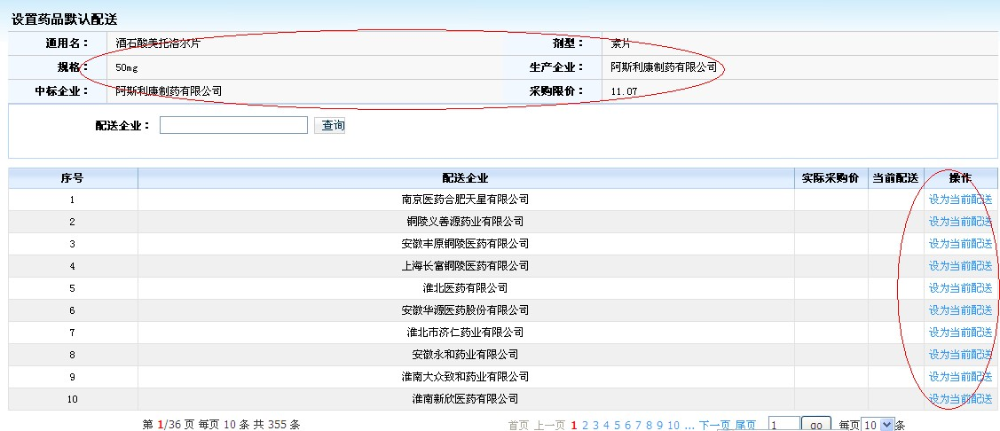 设置药品默认配送
通用名： 酒石酸美托洛尔片 剂型： 素片
规格： 50mg 生产企业： 阿斯利康制药有限公司
中标企业： 阿斯利康制药有限公司 采购限价： 11.07
配送企业： 查询
序号 配送企业 实际采购价 当前配送 操作
1 南京医药合肥天星有限公司 设为当前配送
2 铜陵义善源药业有限公司 设为当前配送
3 安徽丰原铜陵医药有限公司 设为当前配送
4 上海长富铜陵医药有限公司 设为当前配送
5 淮北医药有限公司 设为当前配送
6 安徽华源医药股份有限公司 设为当前配送
7 淮北市济仁药业有限公司 设为当前配送
8 安徽永和药业有限公司 设为当前配送
9 淮南大众致和药业有限公司 设为当前配送
10 淮南新欣医药有限公司 设为当前配送
第 1/36 页 每页 10 条 共 355 条 首页 上一页 1 2 3 4 5 6 7 8 9 10 ... 下一页 尾页 1 go 每页 10 条